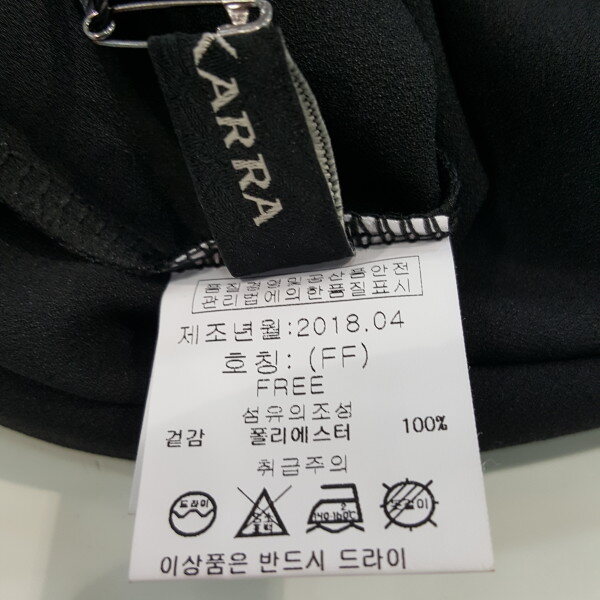 KARRA
품질경영및공산품안전
관리법에의한품질표시
제조년월:2018.04
호칭: (FF)
FREE
섬유의조성
겉감 폴리에스터 100%
취급주의
드라이
이상품은 반드시 드라이